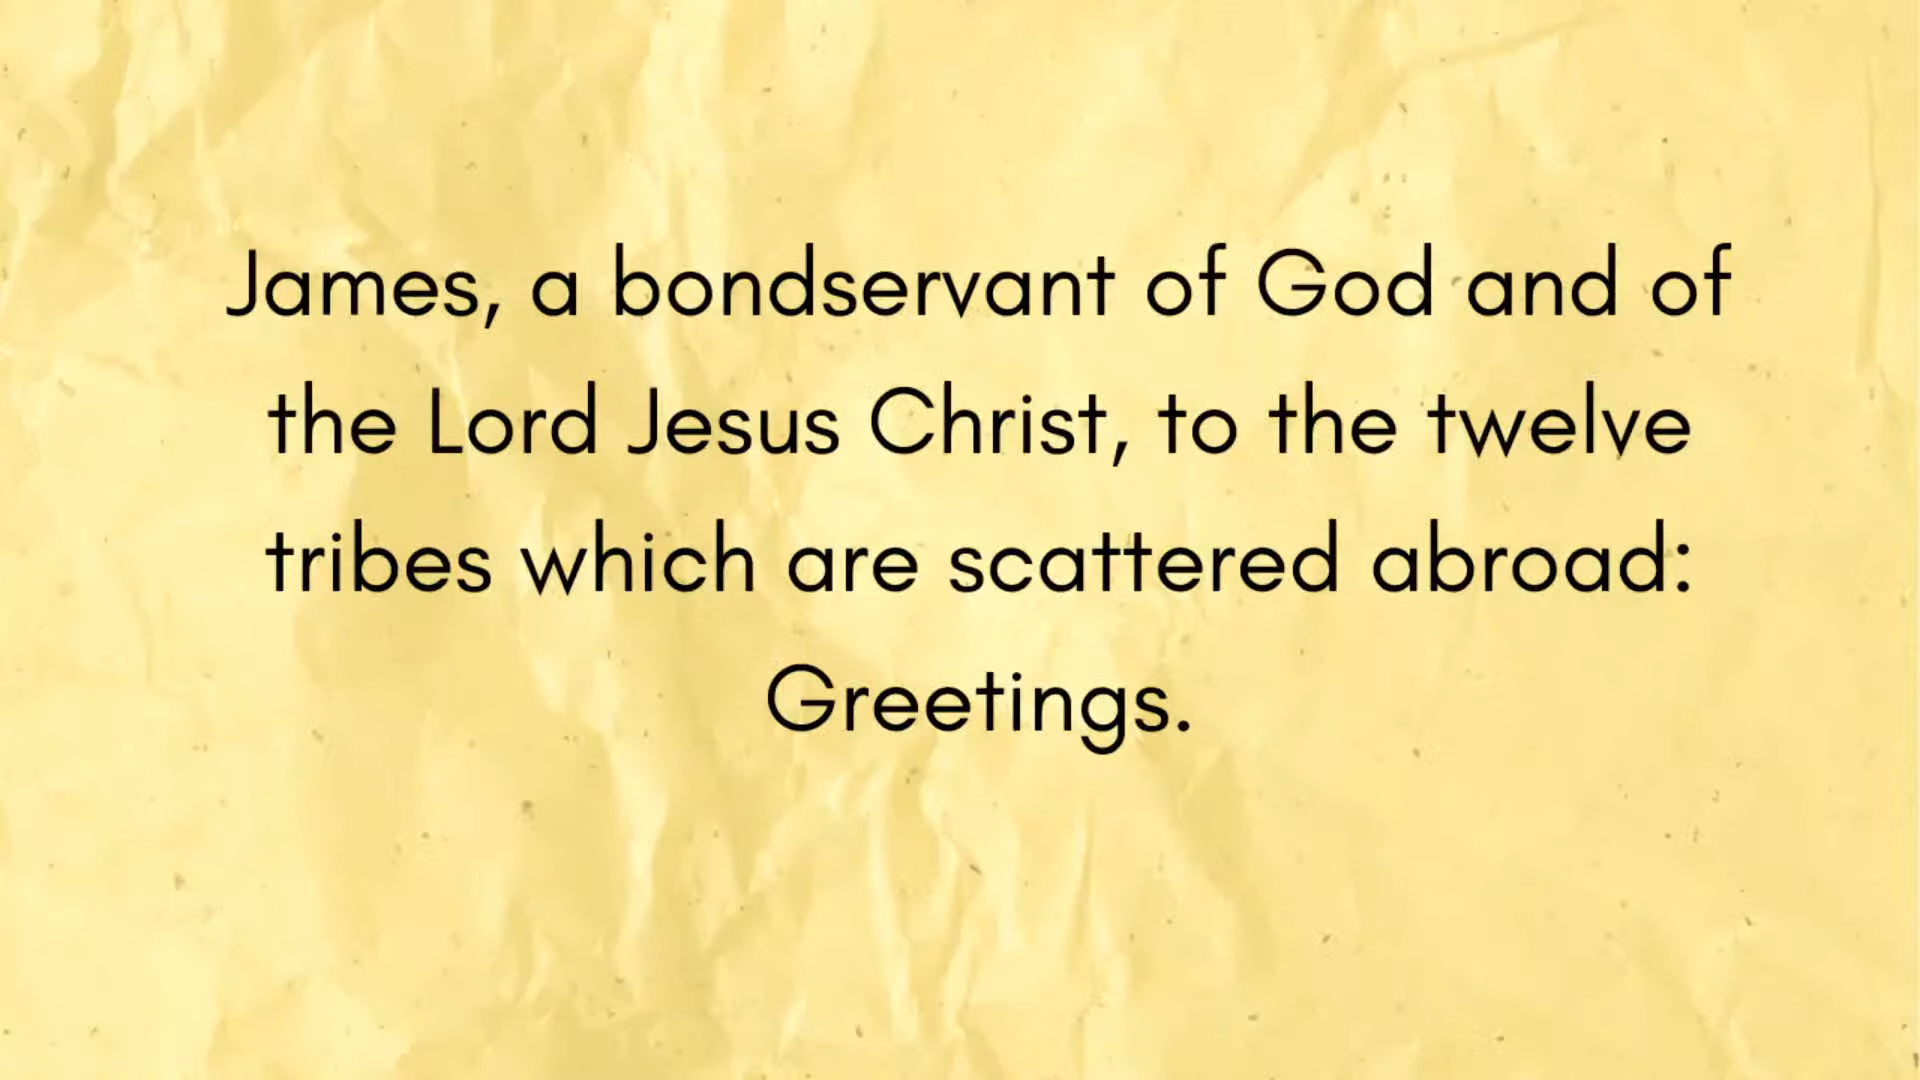 James, a bondservant of God and of
the Lord Jesus Christ, to the twelve
tribes which are scattered abroad:
Greetings.